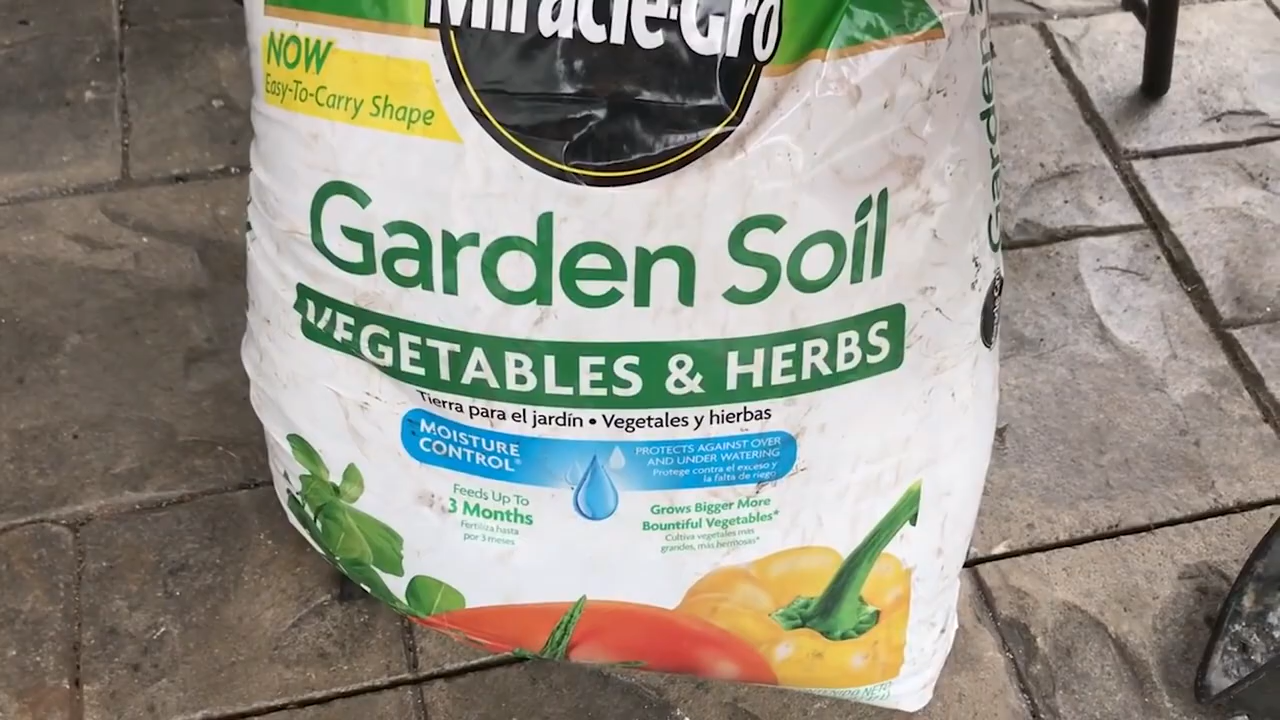 Miracle-Gro
NOW
Easy-To-Carry Shape
Garden Soil
VEGETABLES & HERBS
Tierra para el jardín • Vegetales y hierbas
MOISTURE
CONTROL®
PROTECTS AGAINST OVER
AND UNDER WATERING
Protege contra el exceso y
la falta de riego
Feeds Up To
3 Months
Fertiliza hasta
por 3 meses
Grows Bigger More
Bountiful Vegetables*
Cultiva vegetales más
grandes, más hermosas*
Garden